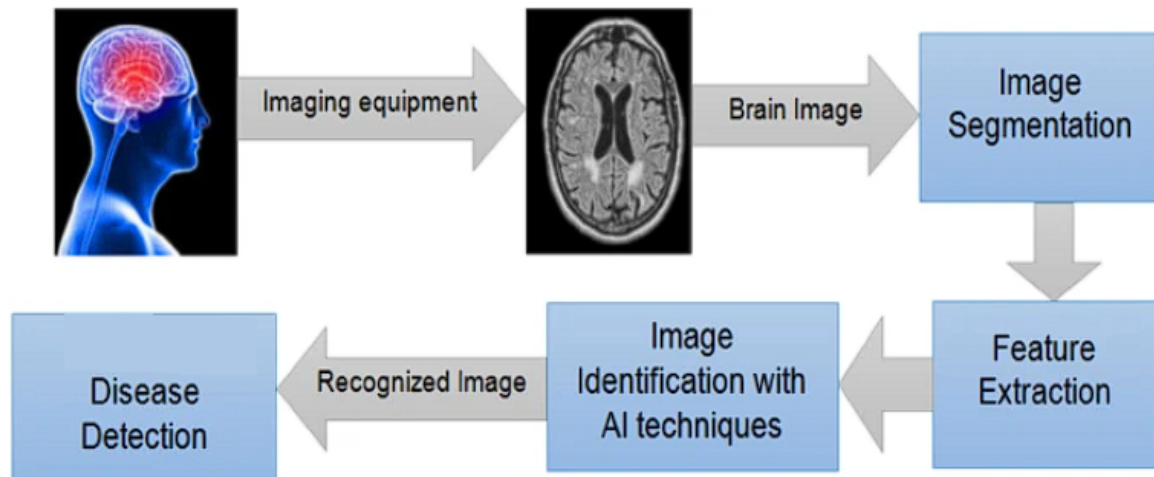 Imaging equipment
Brain Image
Image
Segmentation
Feature
Extraction
Image
Identification with
AI techniques
Recognized Image
Disease
Detection